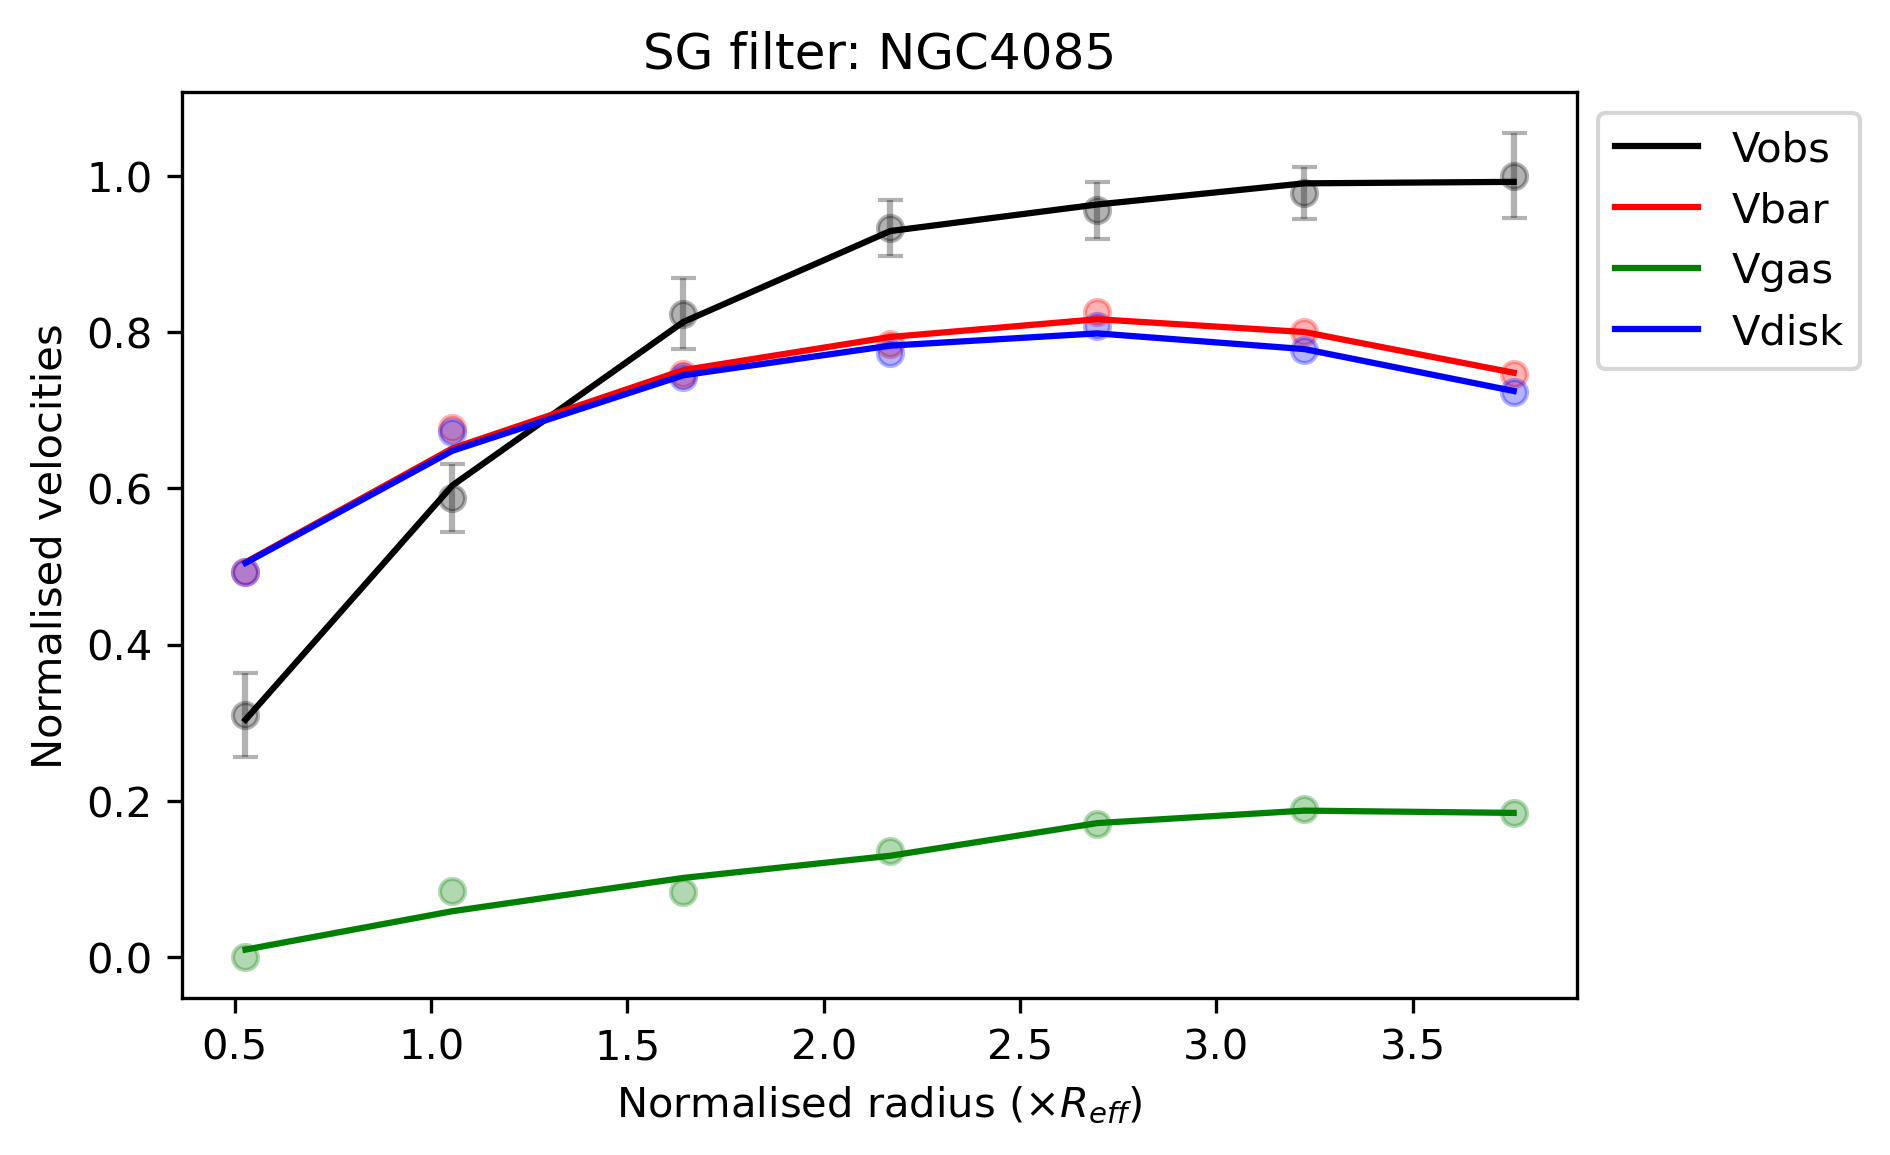 SG filter: NGC4085
Normalised velocities
1.0
0.8
0.6
0.4
0.2
0.0
0.5 1.0 1.5 2.0 2.5 3.0 3.5
Normalised radius (×R_eff)
Vobs
Vbar
Vgas
Vdisk